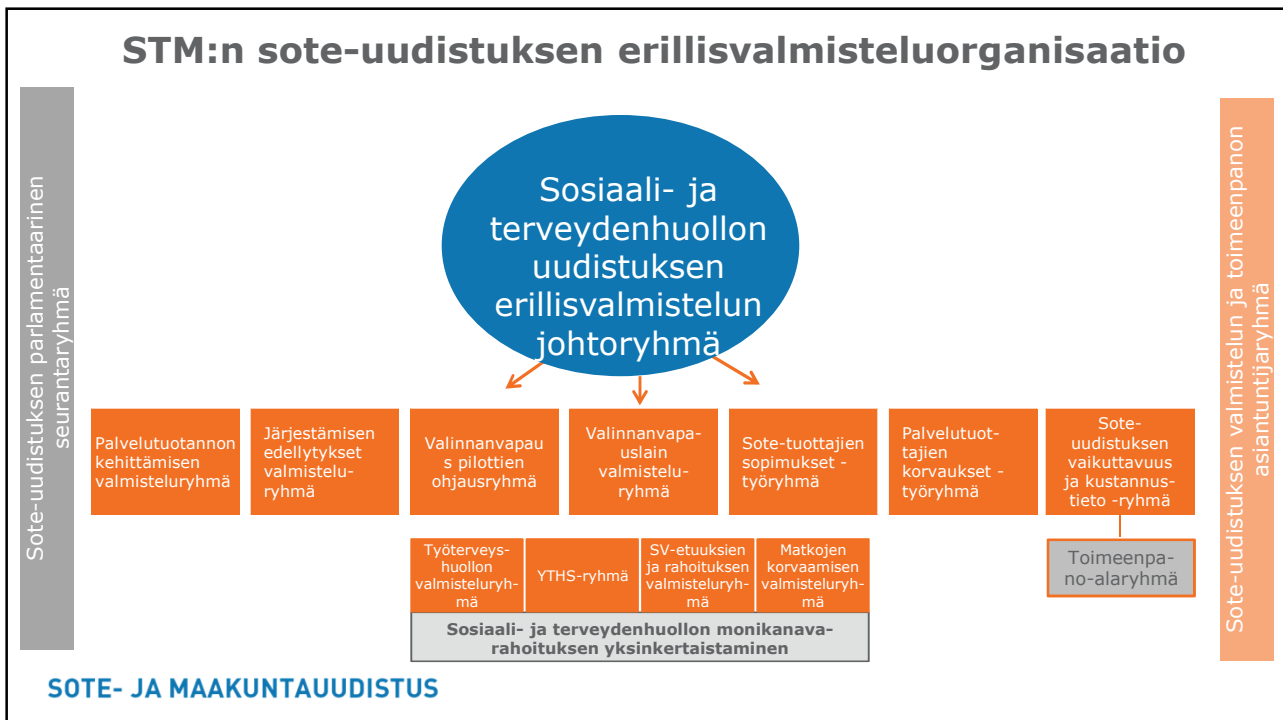 STM:n sote-uudistuksen erillisvalmisteluorganisaatio
Sote-uudistuksen parlamentaarinen
seurantaryhmä
Sosiaali- ja
terveydenhuollon
uudistuksen
erillisvalmistelun
johtoryhmä
Sote-uudistuksen valmistelun ja toimeenpanon
asiantuntijaryhmä
Palvelutuotannon
kehittämisen
valmisteluryhmä
Järjestämisen
edellytykset
valmistelu-
ryhmä
Valinnanvapau
s pilottien
ohjausryhmä
Valinnanvapa-
uslain
valmistelu-
ryhmä
Sote-tuottajien
sopimukset -
työryhmä
Palvelutuot-
tajien
korvaukset -
työryhmä
Sote-
uudistuksen
vaikuttavuus
ja kustannus-
tieto -ryhmä
Työterveys-
huollon
valmisteluryh-
mä
YTHS-ryhmä
SV-etuuksien
ja rahoituksen
valmisteluryh-
mä
Matkojen
korvaamisen
valmisteluryh-
mä
Toimeenpa-
no-alaryhmä
Sosiaali- ja terveydenhuollon monikanava-
rahoituksen yksinkertaistaminen
SOTE- JA MAAKUNTAUUDISTUS